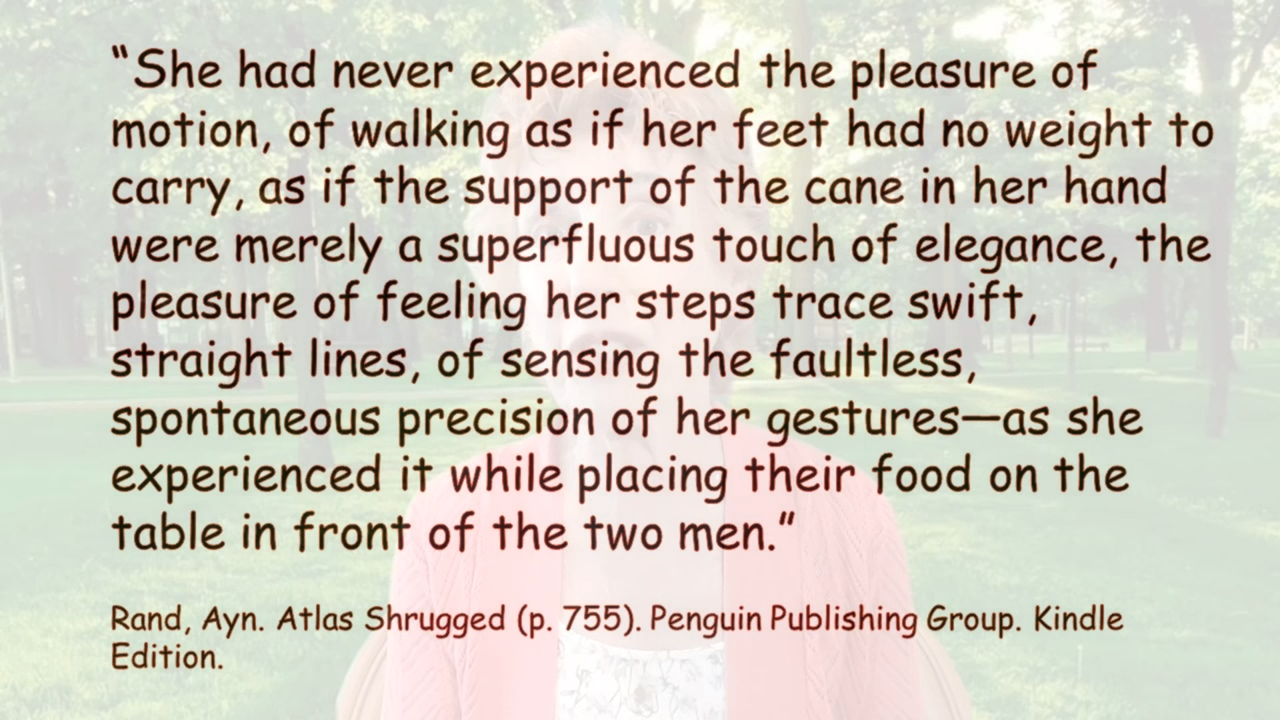 “She had never experienced the pleasure of
motion, of walking as if her feet had no weight to
carry, as if the support of the cane in her hand
were merely a superfluous touch of elegance, the
pleasure of feeling her steps trace swift,
straight lines, of sensing the faultless,
spontaneous precision of her gestures—as she
experienced it while placing their food on the
table in front of the two men.”
Rand, Ayn. Atlas Shrugged (p. 755). Penguin Publishing Group. Kindle
Edition.